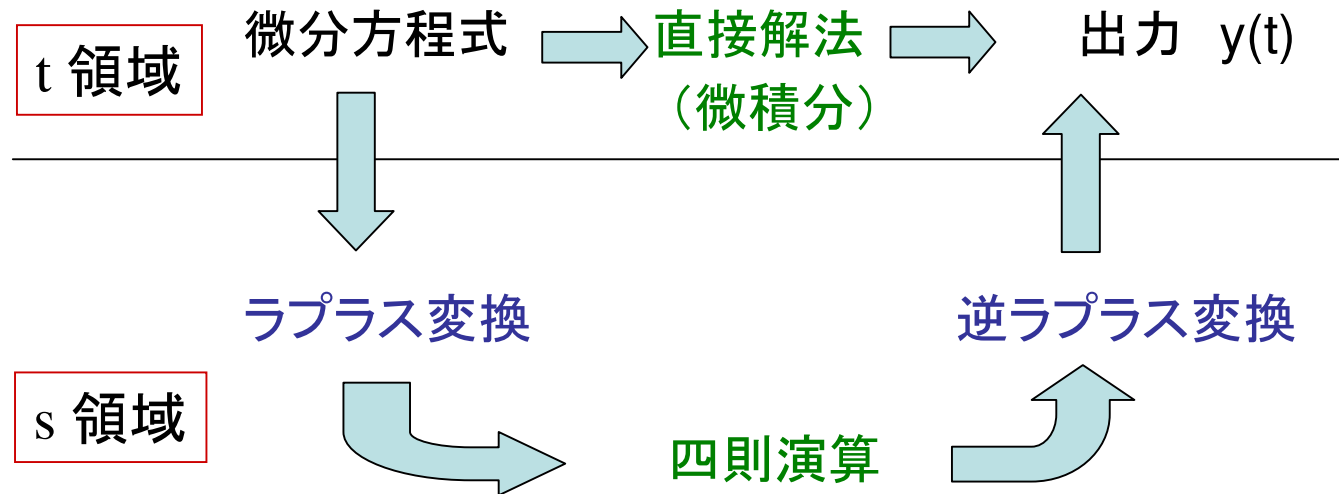 t 領域
微分方程式
直接解法
（微積分）
出力　y(t)
ラプラス変換
逆ラプラス変換
s 領域
四則演算